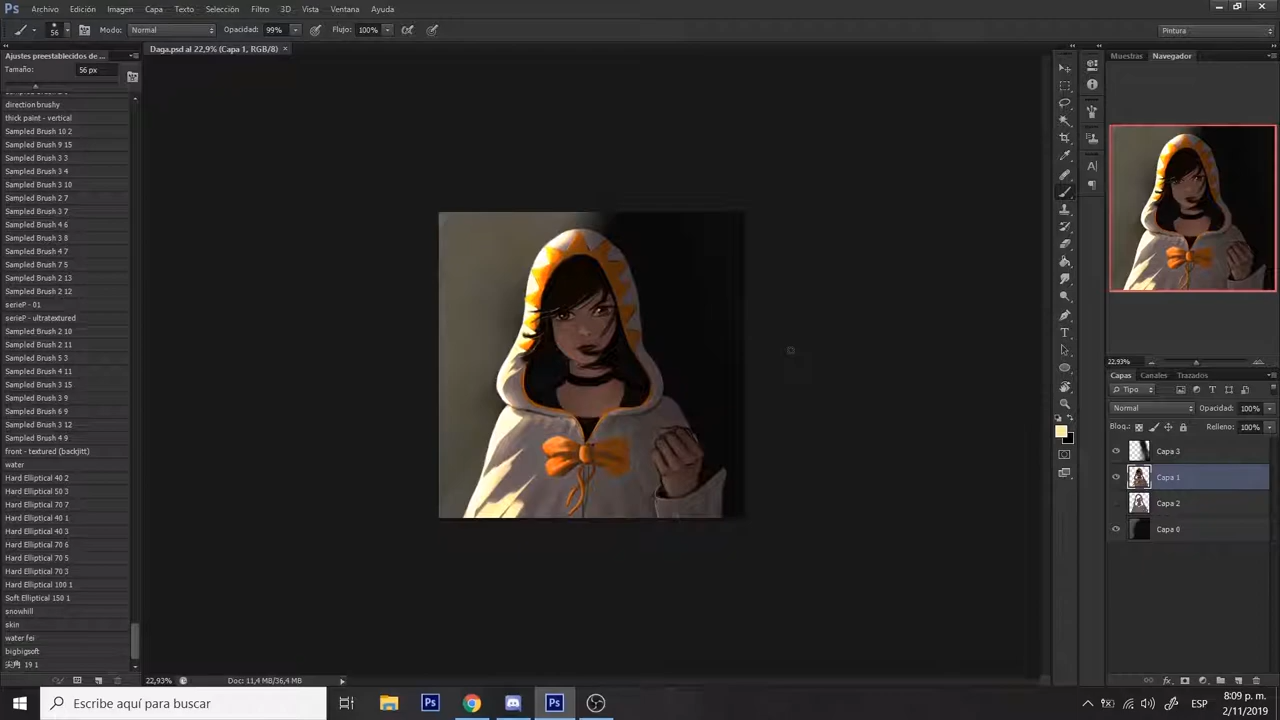 Ps Archivo Edición Imagen Capa Texto Selección Filtro 3D Vista Ventana Ayuda
56 Modo: Normal Opacidad: 99% Flujo: 100% Pintura
Daga.psd al 22,9% (Capa 1, RGB/8) ×
Ajustes preestablecidos de...
Tamaño: 56 px
direction brushy
thick paint - vertical
Sampled Brush 10 2
Sampled Brush 9 15
Sampled Brush 3 3
Sampled Brush 3 4
Sampled Brush 3 10
Sampled Brush 2 7
Sampled Brush 3 7
Sampled Brush 4 6
Sampled Brush 3 8
Sampled Brush 4 7
Sampled Brush 7 5
Sampled Brush 2 13
Sampled Brush 2 12
serieP - 01
serieP - ultratextured
Sampled Brush 2 10
Sampled Brush 2 11
Sampled Brush 5 3
Sampled Brush 4 11
Sampled Brush 3 15
Sampled Brush 3 9
Sampled Brush 6 9
Sampled Brush 3 12
Sampled Brush 4 9
front - textured (backjitt)
water
Hard Elliptical 40 2
Hard Elliptical 50 3
Hard Elliptical 70 7
Hard Elliptical 40 1
Hard Elliptical 40 3
Hard Elliptical 70 6
Hard Elliptical 70 5
Hard Elliptical 70 3
Hard Elliptical 100 1
Soft Elliptical 150 1
snowhill
skin
water fei
bigbigsoft
19 1
22,93% Doc: 11,4 MB/36,4 MB
Muestras Navegador
22,93%
Capas Canales Trazados
Tipo
Normal Opacidad: 100%
Bloq.: Relleno: 100%
Capa 3
Capa 1
Capa 2
Capa 0
Escribe aquí para buscar
Ps Ps
ESP
8:09 p. m.
2/11/2019